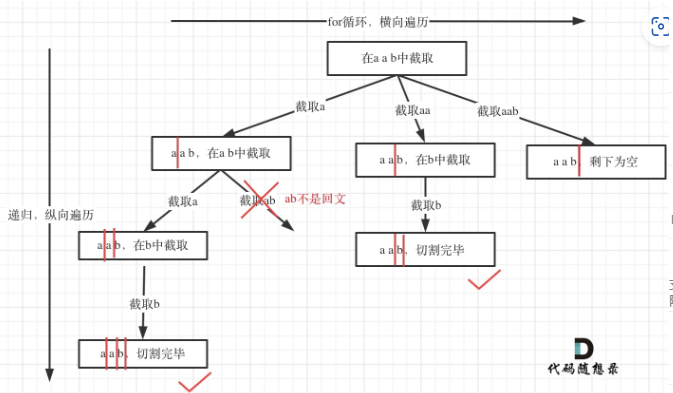 for循环，横向遍历
在a a b中截取
截取a
截取aa
截取aab
a a b，在a b中截取
a a b，在b中截取
a a b 剩下为空
截取a
截取ab
ab不是回文
截取b
递归，纵向遍历
a a b，在b中截取
a a b，切割完毕
截取b
a a b，切割完毕
代码随想录